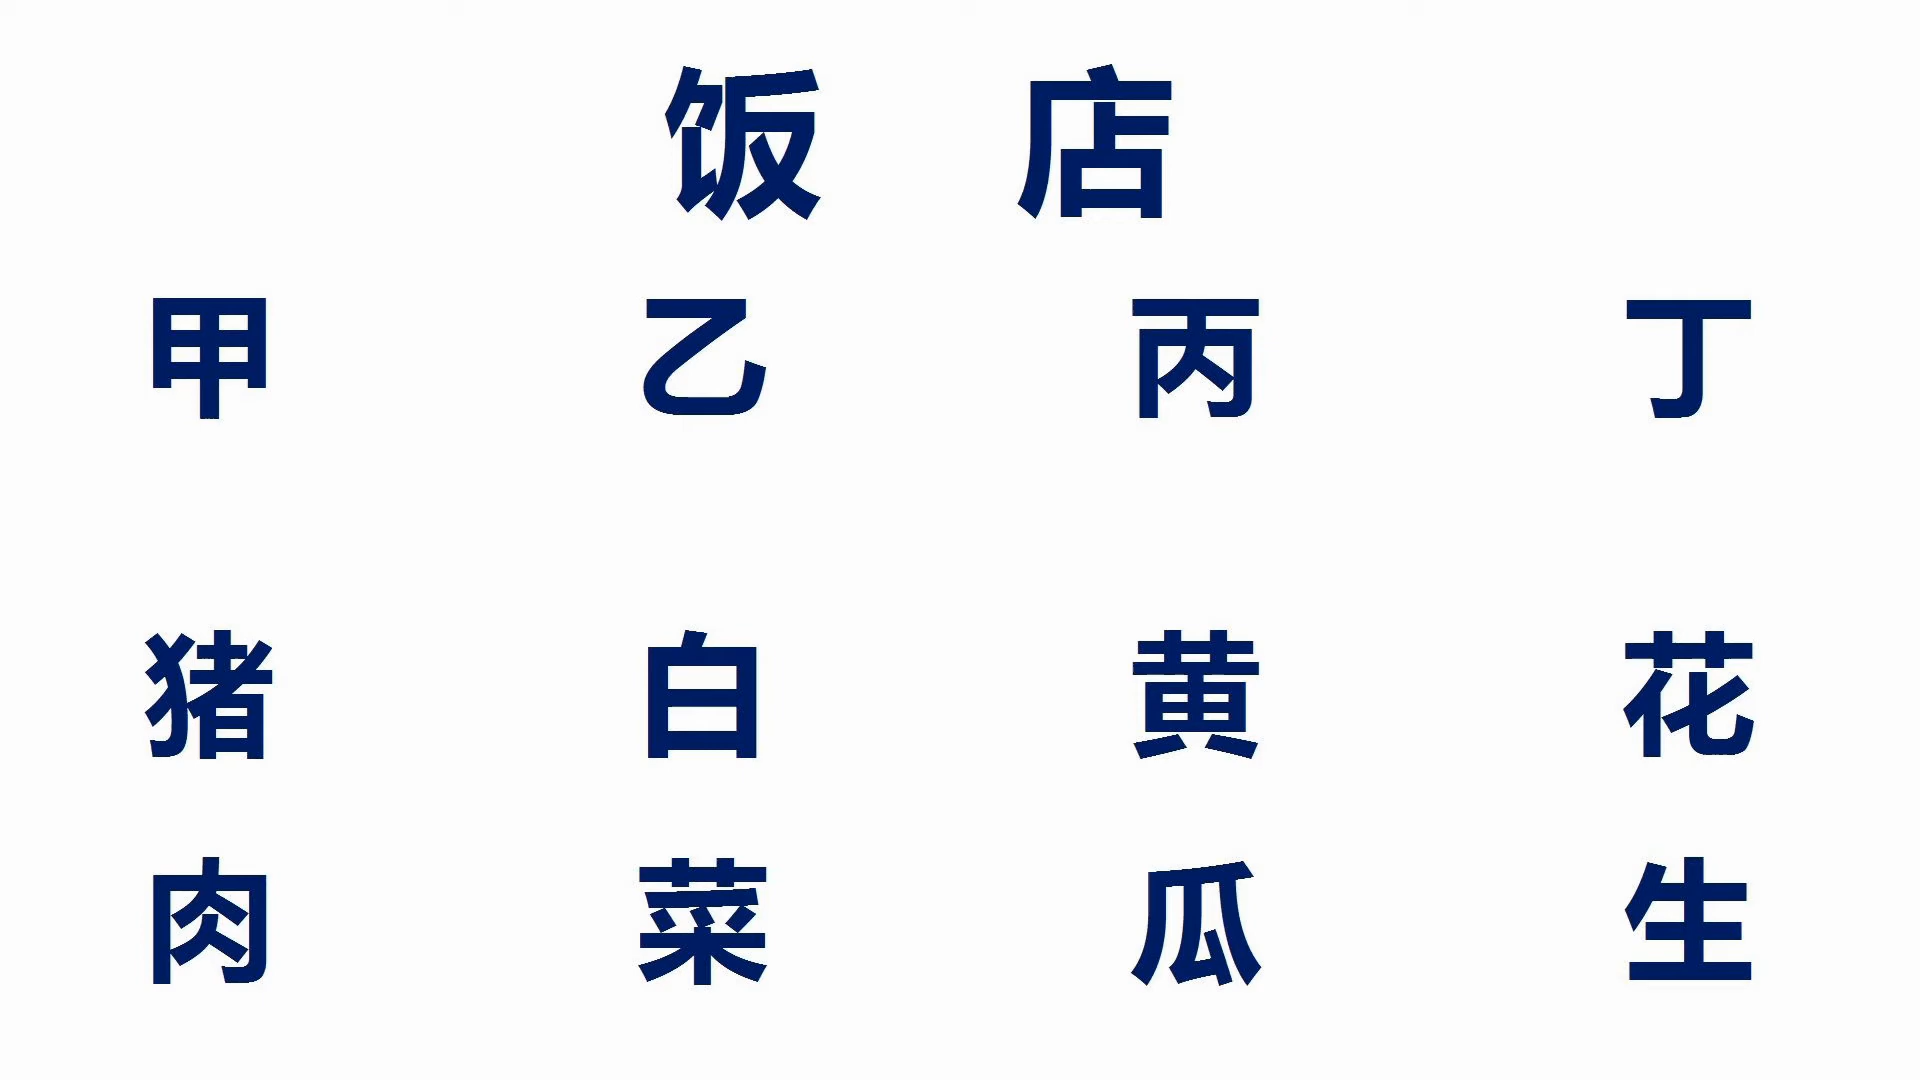 饭 店
甲 乙 丙 丁
猪 白 黄 花
肉 菜 瓜 生